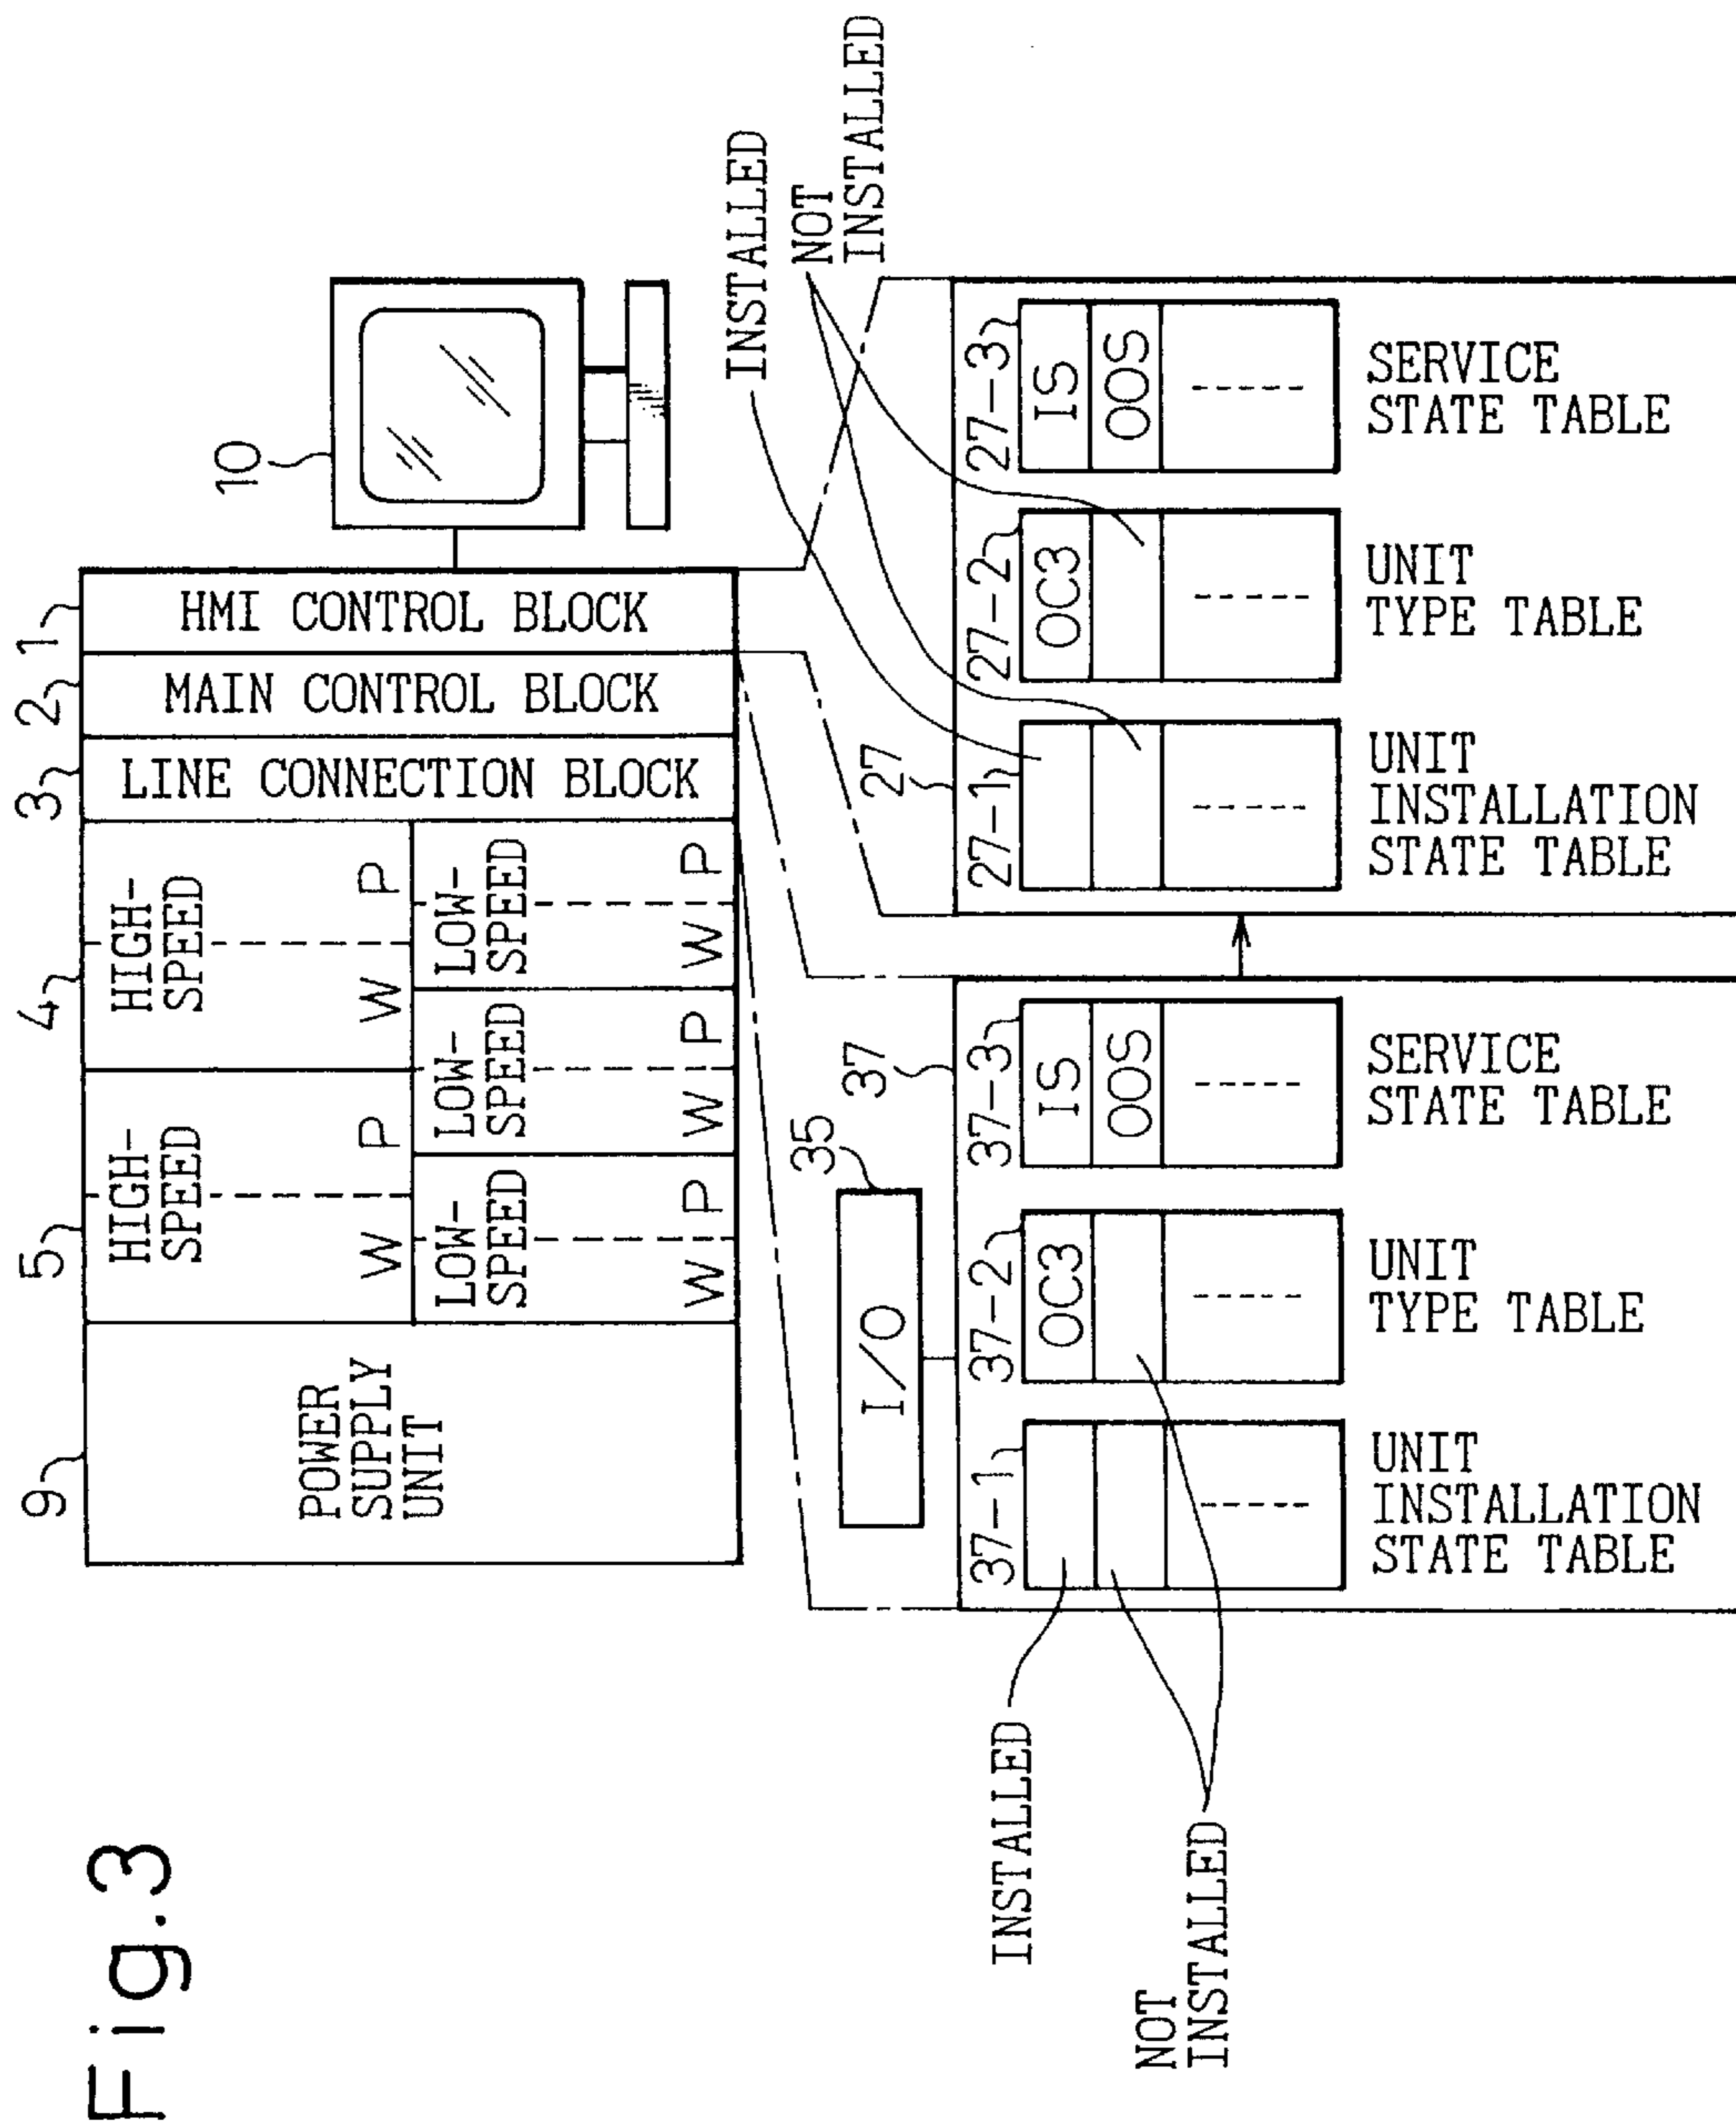 Fig.3
9
5
4
3
2
1
10
POWER
SUPPLY
UNIT
HIGH-
SPEED
W P
HIGH-
SPEED
W P
LOW-
SPEED
W P
LOW-
SPEED
W P
LOW-
SPEED
W P
LINE CONNECTION BLOCK
MAIN CONTROL BLOCK
HMI CONTROL BLOCK
INSTALLED
NOT
INSTALLED
I/O
35
37
27
INSTALLED
NOT
INSTALLED
37-1
37-2
OC3
37-3
IS
OOS
UNIT
INSTALLATION
STATE TABLE
UNIT
TYPE TABLE
SERVICE
STATE TABLE
27-1
27-2
OC3
27-3
IS
OOS
UNIT
INSTALLATION
STATE TABLE
UNIT
TYPE TABLE
SERVICE
STATE TABLE